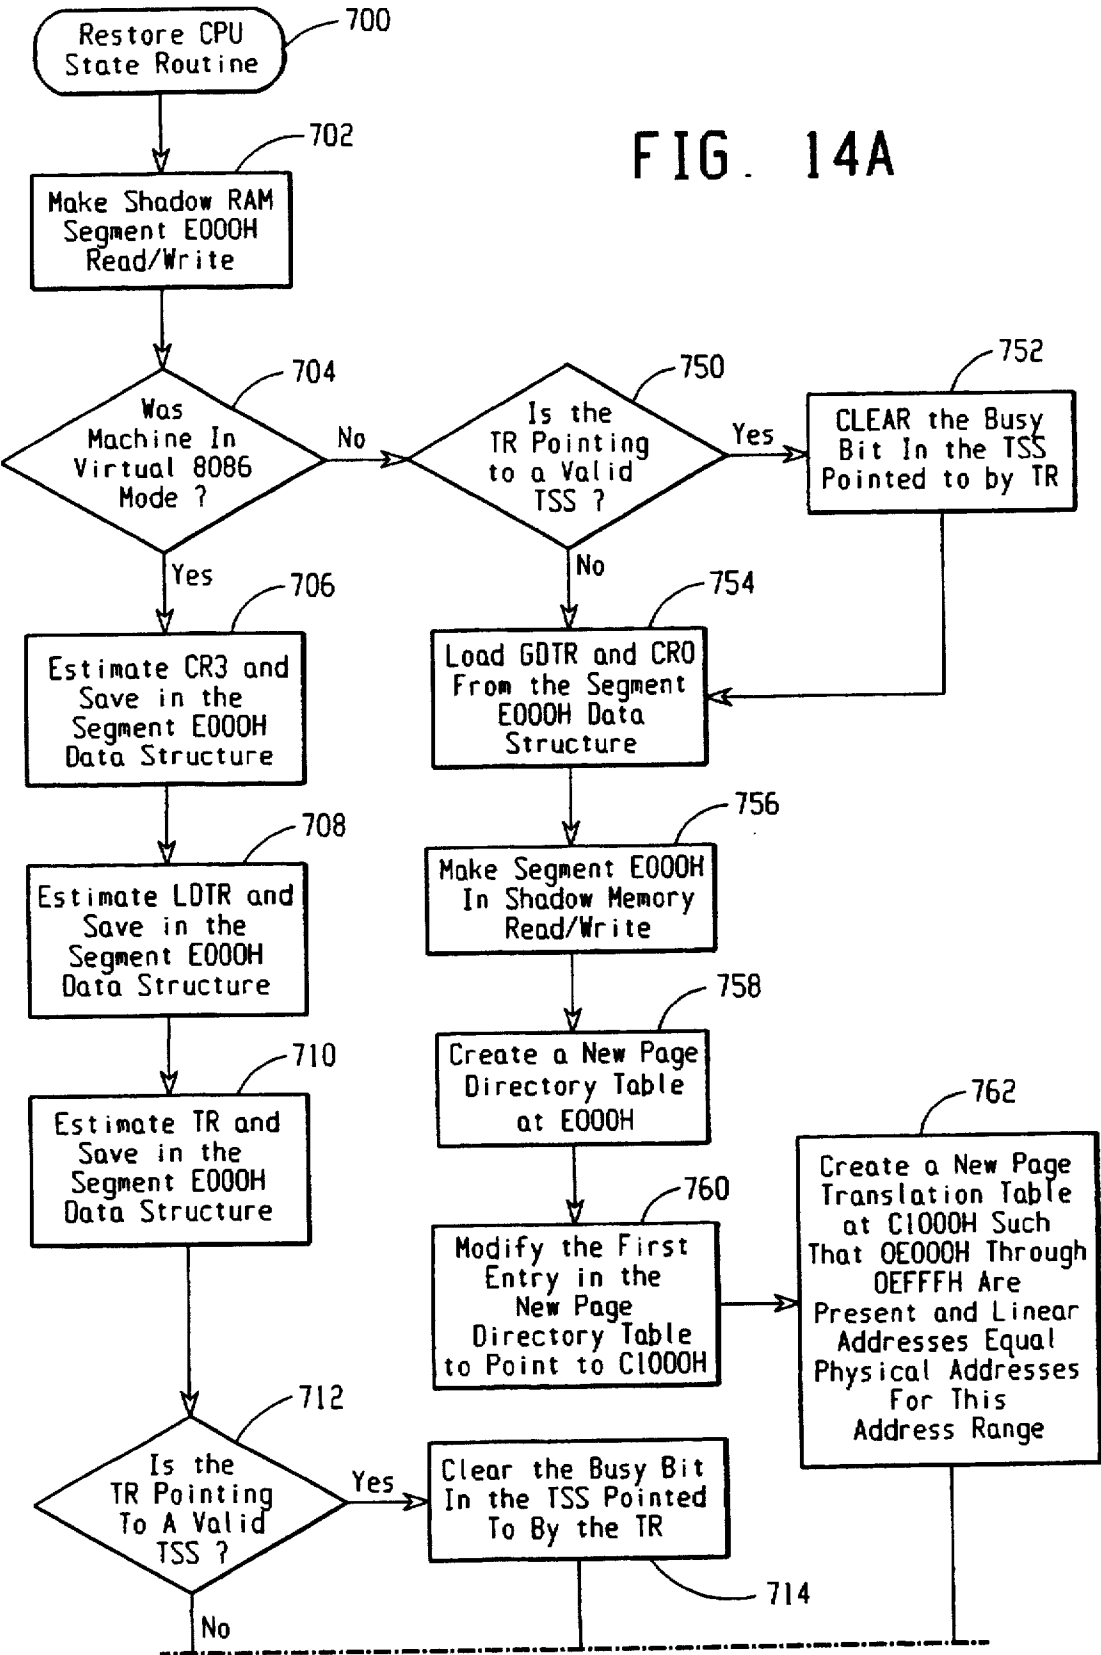 Restore CPU
State Routine
700
FIG. 14A
702
Make Shadow RAM
Segment E000H
Read/Write
704
Was
Machine In
Virtual 8086
Mode ?
No
Yes
750
Is the
TR Pointing
to a Valid
TSS ?
Yes
No
752
CLEAR the Busy
Bit In the TSS
Pointed to by TR
706
Estimate CR3 and
Save in the
Segment E000H
Data Structure
754
Load GDTR and CR0
From the Segment
E000H Data
Structure
708
Estimate LDTR and
Save in the
Segment E000H
Data Structure
756
Make Segment E000H
In Shadow Memory
Read/Write
710
Estimate TR and
Save in the
Segment E000H
Data Structure
758
Create a New Page
Directory Table
at E000H
760
Modify the First
Entry in the
New Page
Directory Table
to Point to C1000H
762
Create a New Page
Translation Table
at C1000H Such
That 0E000H Through
0EFFFH Are
Present and Linear
Addresses Equal
Physical Addresses
For This
Address Range
712
Is the
TR Pointing
To A Valid
TSS ?
Yes
No
Clear the Busy Bit
In the TSS Pointed
To By the TR
714